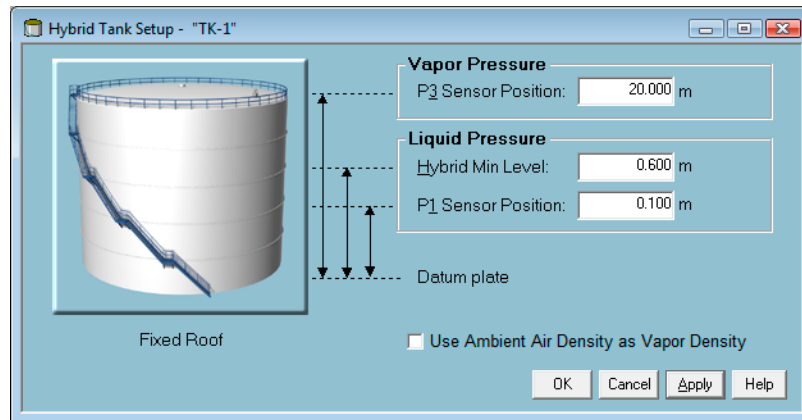 Hybrid Tank Setup - "TK-1"
Vapor Pressure
P3 Sensor Position: 20.000 m
Liquid Pressure
Hybrid Min Level: 0.600 m
P1 Sensor Position: 0.100 m
Datum plate
Fixed Roof
Use Ambient Air Density as Vapor Density
OK Cancel Apply Help